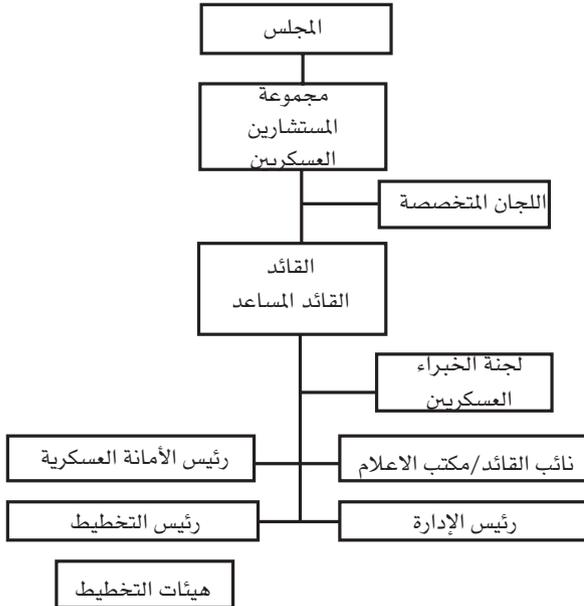 المجلس
مجموعة
المستشارين
العسكريين
اللجان المتخصصة
القائد
القائد المساعد
لجنة الخبراء
العسكريين
نائب القائد/مكتب الاعلام
رئيس الأمانة العسكرية
رئيس الإدارة
رئيس التخطيط
هيئات التخطيط